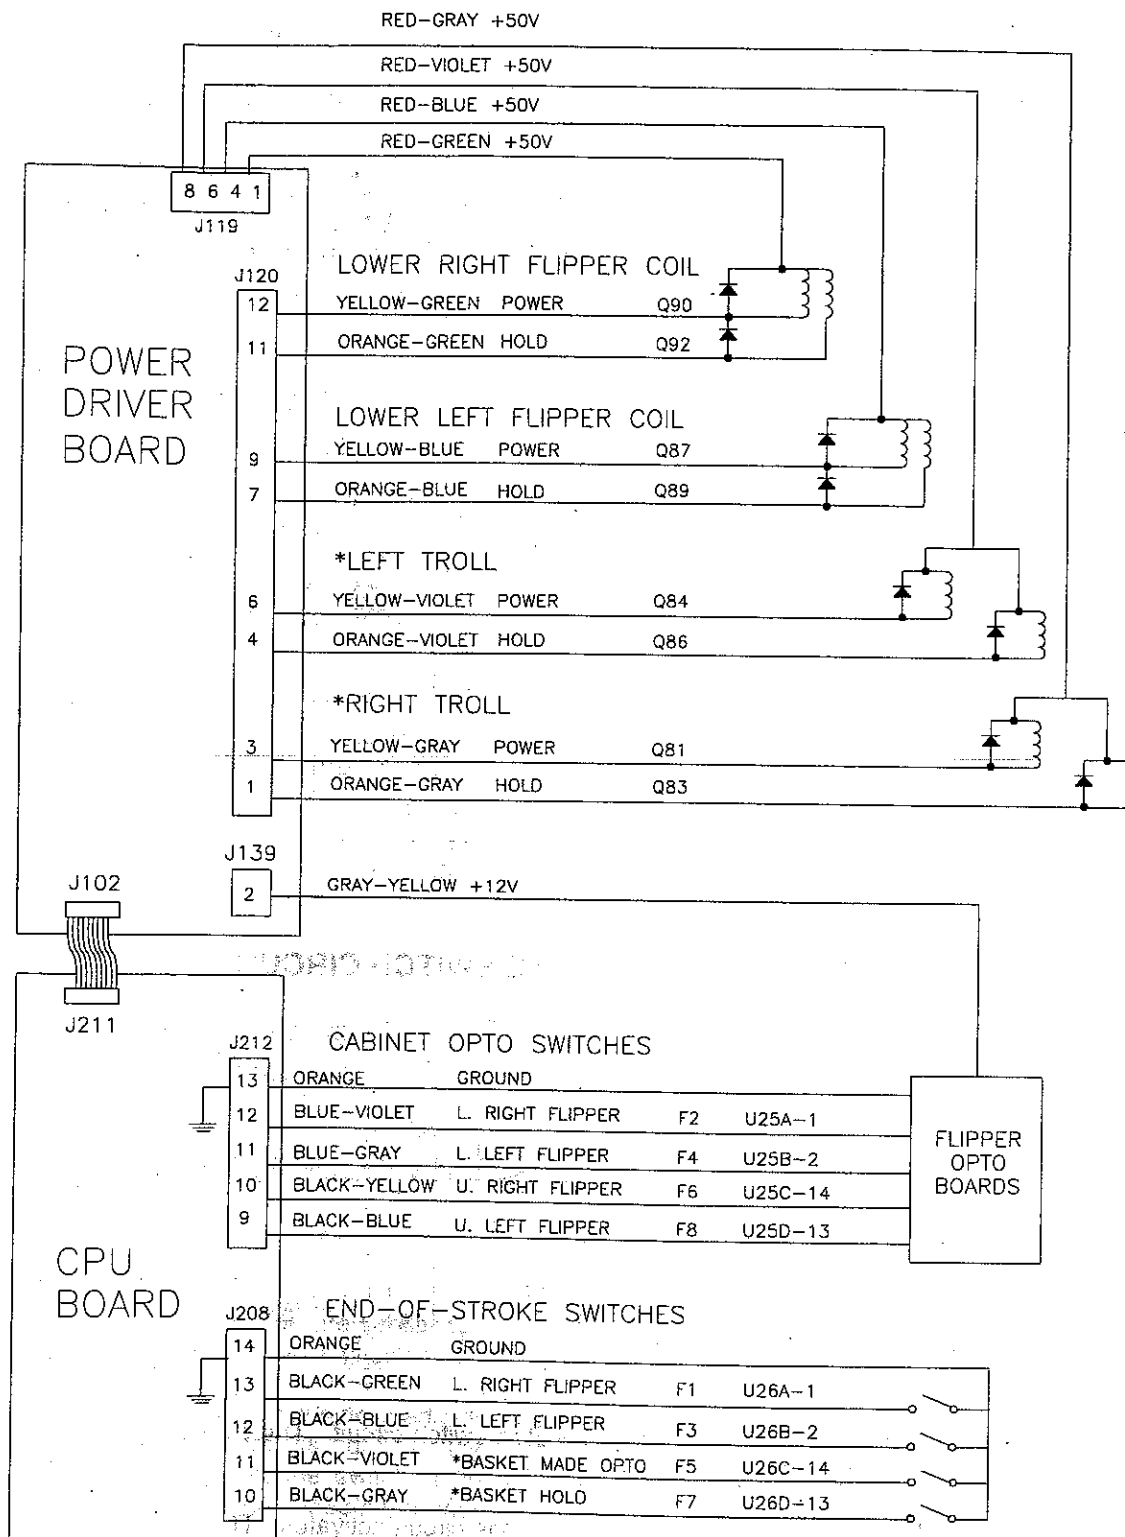 RED-GRAY +50V
RED-VIOLET +50V
RED-BLUE +50V
RED-GREEN +50V
8 6 4 1
J119
J120
LOWER RIGHT FLIPPER COIL
12 YELLOW-GREEN POWER Q90
11 ORANGE-GREEN HOLD Q92
POWER
DRIVER
BOARD
LOWER LEFT FLIPPER COIL
9 YELLOW-BLUE POWER Q87
7 ORANGE-BLUE HOLD Q89
*LEFT TROLL
6 YELLOW-VIOLET POWER Q84
4 ORANGE-VIOLET HOLD Q86
*RIGHT TROLL
3 YELLOW-GRAY POWER Q81
1 ORANGE-GRAY HOLD Q83
J139
2 GRAY-YELLOW +12V
J102
J211
J212
CABINET OPTO SWITCHES
13 ORANGE GROUND
12 BLUE-VIOLET L. RIGHT FLIPPER F2 U25A-1
11 BLUE-GRAY L. LEFT FLIPPER F4 U25B-2
10 BLACK-YELLOW U. RIGHT FLIPPER F6 U25C-14
9 BLACK-BLUE U. LEFT FLIPPER F8 U25D-13
FLIPPER
OPTO
BOARDS
CPU
BOARD
J208
END-OF-STROKE SWITCHES
14 ORANGE GROUND
13 BLACK-GREEN L. RIGHT FLIPPER F1 U26A-1
12 BLACK-BLUE L. LEFT FLIPPER F3 U26B-2
11 BLACK-VIOLET *BASKET MADE OPTO F5 U26C-14
10 BLACK-GRAY *BASKET HOLD F7 U26D-13